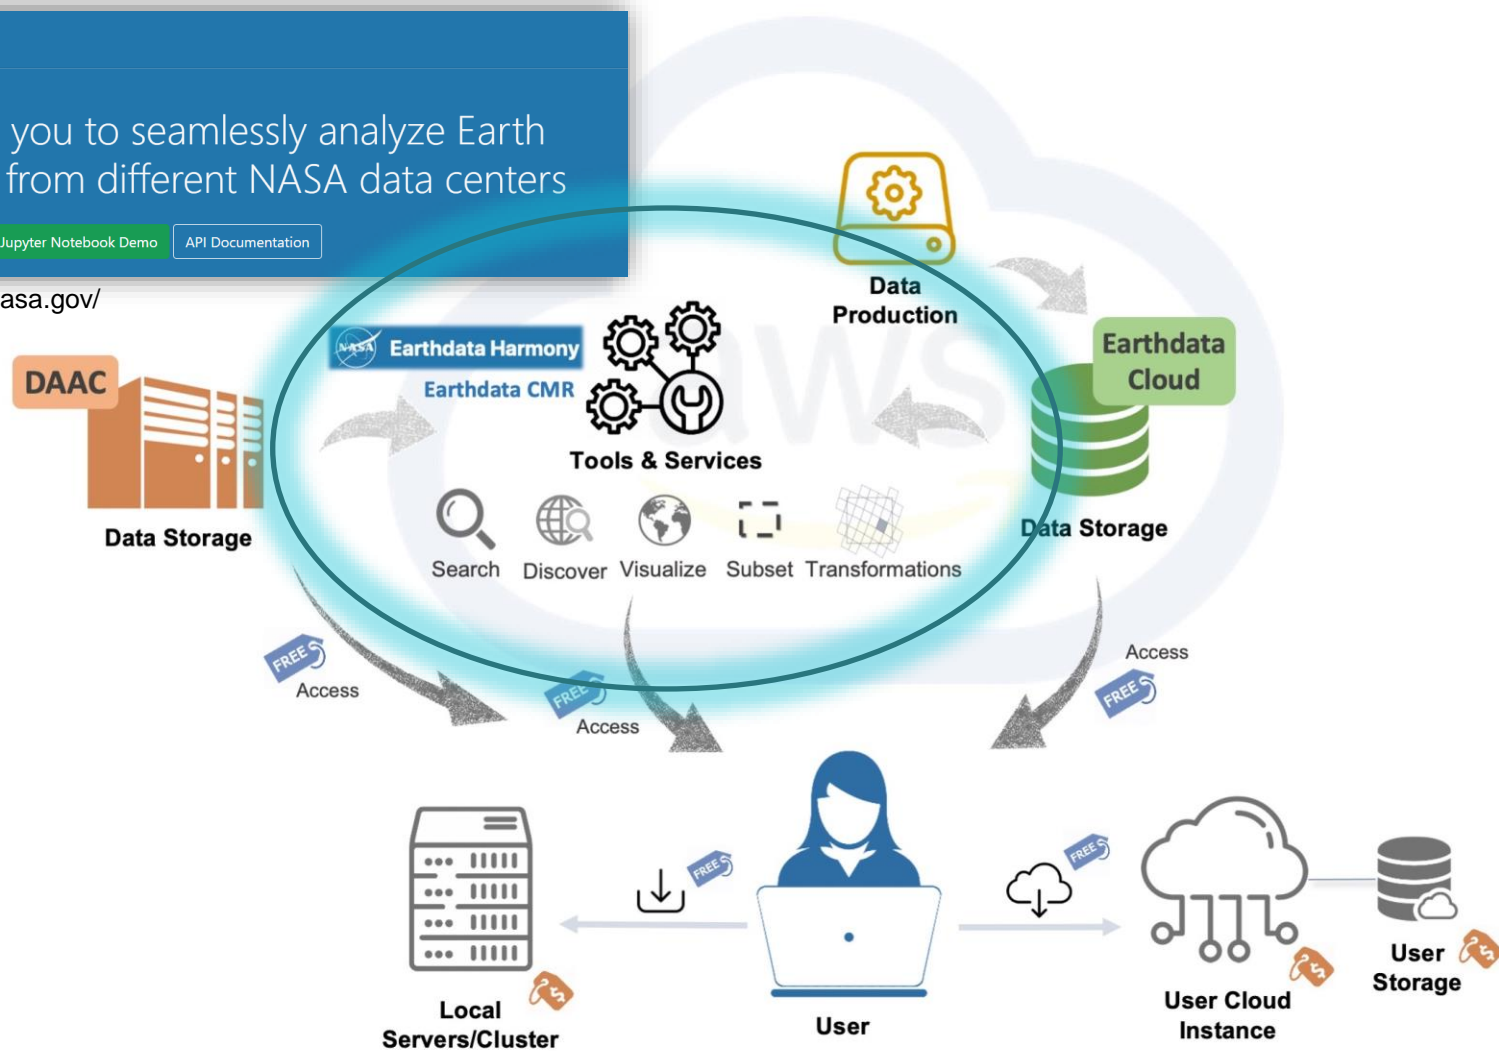 you to seamlessly analyze Earth
from different NASA data centers
Jupyter Notebook Demo
API Documentation
asa.gov/
Data
Production
aws
NASA
Earthdata Harmony
Earthdata CMR
DAAC
Earthdata
Cloud
Tools & Services
Data Storage
Data Storage
Search
Discover
Visualize
Subset
Transformations
FREE
Access
FREE
Access
Access
FREE
FREE
FREE
Local
Servers/Cluster
User
User Cloud
Instance
User
Storage